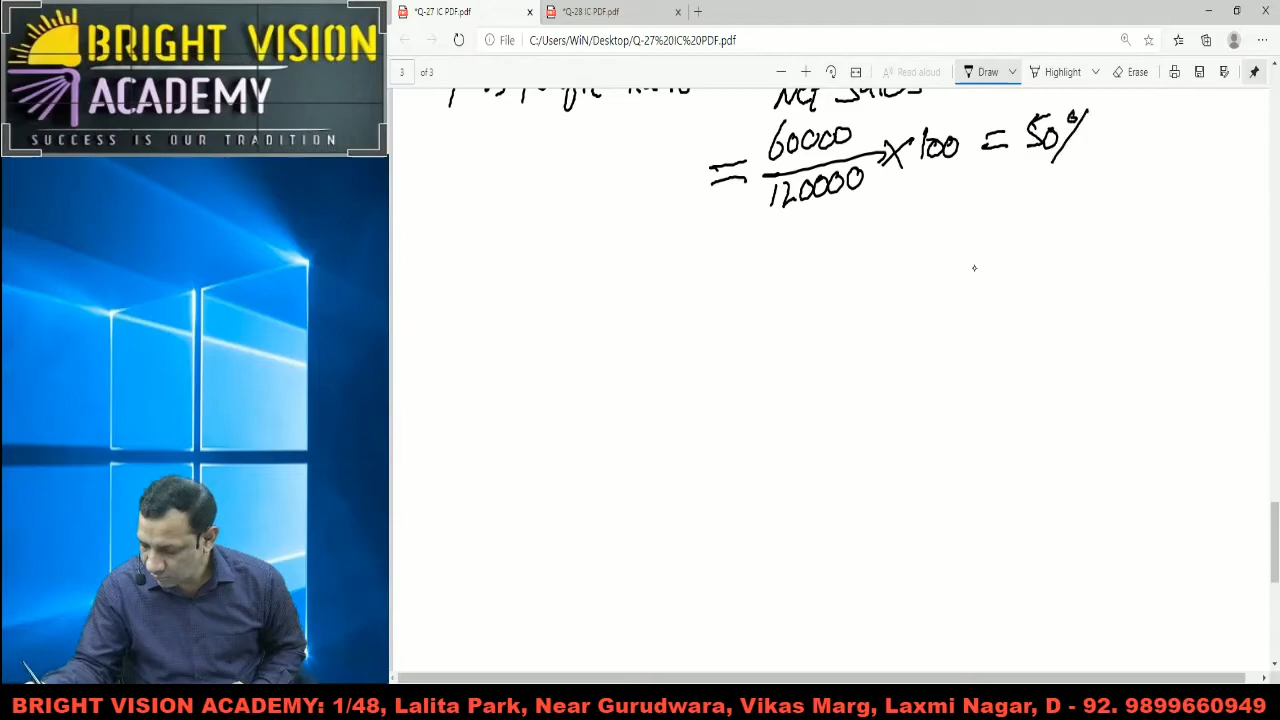 BRIGHT VISION
ACADEMY
SUCCESS IS OUR TRADITION
*Q-27 IC PDF.pdf
*Q-28 IC PDF.pdf
File
C:/Users/WiN/Desktop/Q-27%20IC%20PDF.pdf
3 of 3
Read aloud
Draw
Highlight
Erase
Net Sales
= 60000
120000
× 100 = 50%
BRIGHT VISION ACADEMY: 1/48, Lalita Park, Near Gurudwara, Vikas Marg, Laxmi Nagar, D - 92. 9899660949